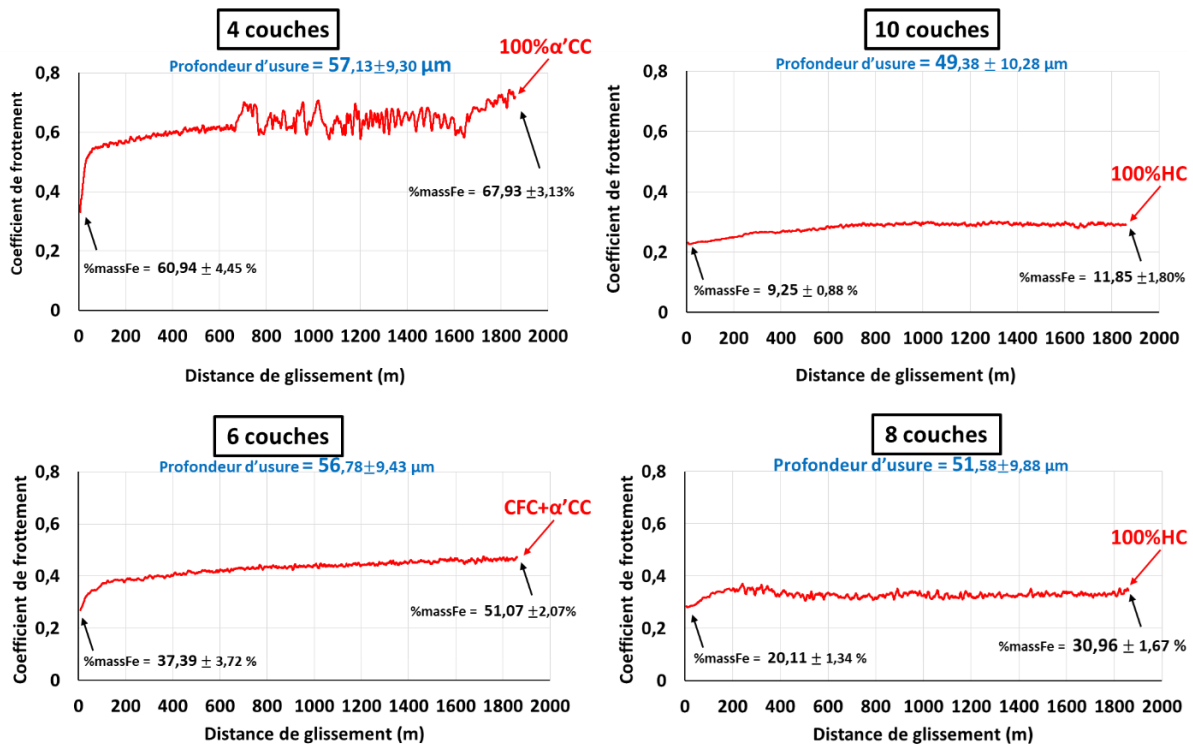 4 couches
Profondeur d'usure = 57,13±9,30 µm
100%α'CC
Coefficient de frottement
0,8
0,6
0,4
0,2
0
%massFe = 67,93 ±3,13%
%massFe = 60,94 ± 4,45 %
0 200 400 600 800 1000 1200 1400 1600 1800 2000
Distance de glissement (m)
10 couches
Profondeur d'usure = 49,38 ± 10,28 µm
Coefficient de frottement
0,8
0,6
0,4
0,2
0
100%HC
%massFe = 11,85 ±1,80%
%massFe = 9,25 ± 0,88 %
0 200 400 600 800 1000 1200 1400 1600 1800 2000
Distance de glissement (m)
6 couches
Profondeur d'usure = 56,78±9,43 µm
Coefficient de frottement
0,8
0,6
0,4
0,2
0
CFC+α'CC
%massFe = 51,07 ±2,07%
%massFe = 37,39 ± 3,72 %
0 200 400 600 800 1000 1200 1400 1600 1800 2000
Distance de glissement (m)
8 couches
Profondeur d'usure = 51,58±9,88 µm
Coefficient de frottement
0,8
0,6
0,4
0,2
0
100%HC
%massFe = 30,96 ± 1,67 %
%massFe = 20,11 ± 1,34 %
0 200 400 600 800 1000 1200 1400 1600 1800 2000
Distance de glissement (m)